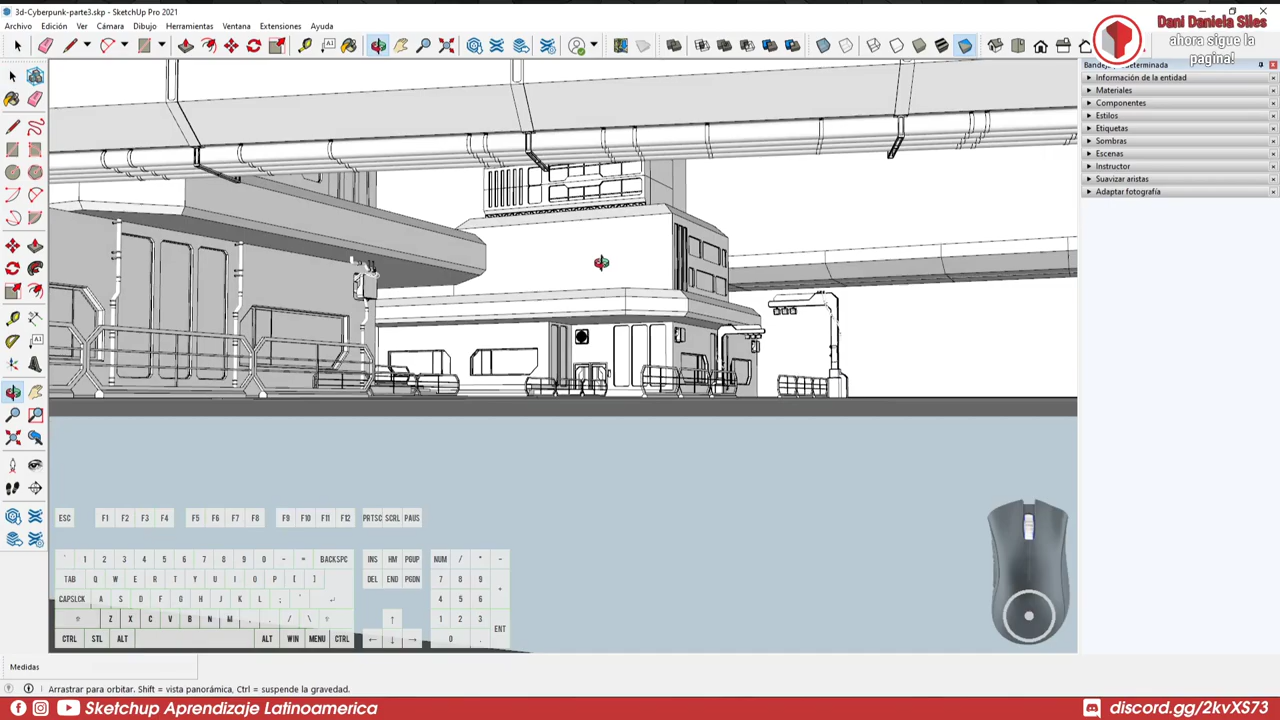 3d-Cyberpunk-parte3.skp - SketchUp Pro 2021
Archivo Edición Ver Cámara Dibujo Herramientas Ventana Extensiones Ayuda
Dani Daniela Siles
ahora sigue la
pagina!
Información de la entidad
Materiales
Componentes
Estilos
Etiquetas
Sombras
Escenas
Instructor
Suavizar aristas
Adaptar fotografía
ESC F1 F2 F3 F4 F5 F6 F7 F8 F9 F10 F11 F12 PRTSC SCRL PAUS
` 1 2 3 4 5 6 7 8 9 0 - = BACKSPC INS HM PGUP NUM / * -
TAB Q W E R T Y U I O P [ ] DEL END PGDN 7 8 9 +
CAPSLCK A S D F G H J K L ; ' ↵ 4 5 6
⇧ Z X C V B N M , . / \ ⇧ ↑ 1 2 3 ENT
CTRL STL ALT ALT WIN MENU CTRL ← ↓ → 0 .
Medidas
Arrastrar para orbitar. Shift = vista panorámica, Ctrl = suspende la gravedad.
Sketchup Aprendizaje Latinoamerica
discord.gg/2kvXS73